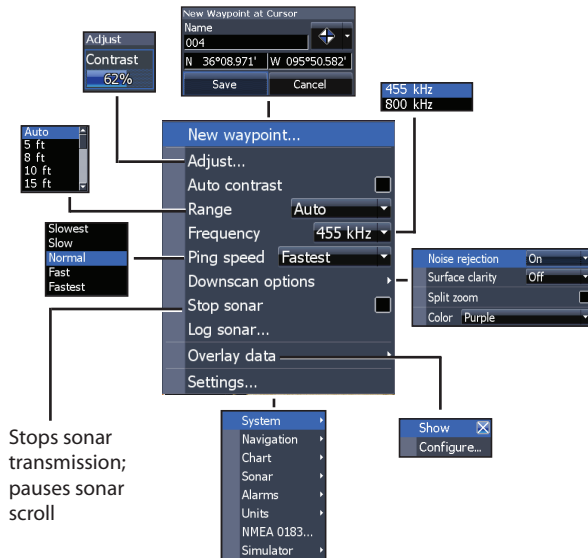 New Waypoint at Cursor
Name
004
N 36°08.971' W 095°50.582'
Save Cancel
Adjust
Contrast
62%
455 kHz
800 kHz
Auto
5 ft
8 ft
10 ft
15 ft
Slowest
Slow
Normal
Fast
Fastest
New waypoint...
Adjust...
Auto contrast
Range Auto
Frequency 455 kHz
Ping speed Fastest
Downscan options
Stop sonar
Log sonar...
Overlay data
Settings...
Noise rejection On
Surface clarity Off
Split zoom
Color Purple
Stops sonar
transmission;
pauses sonar
scroll
System
Navigation
Chart
Sonar
Alarms
Units
NMEA 0183...
Simulator
Show
Configure...